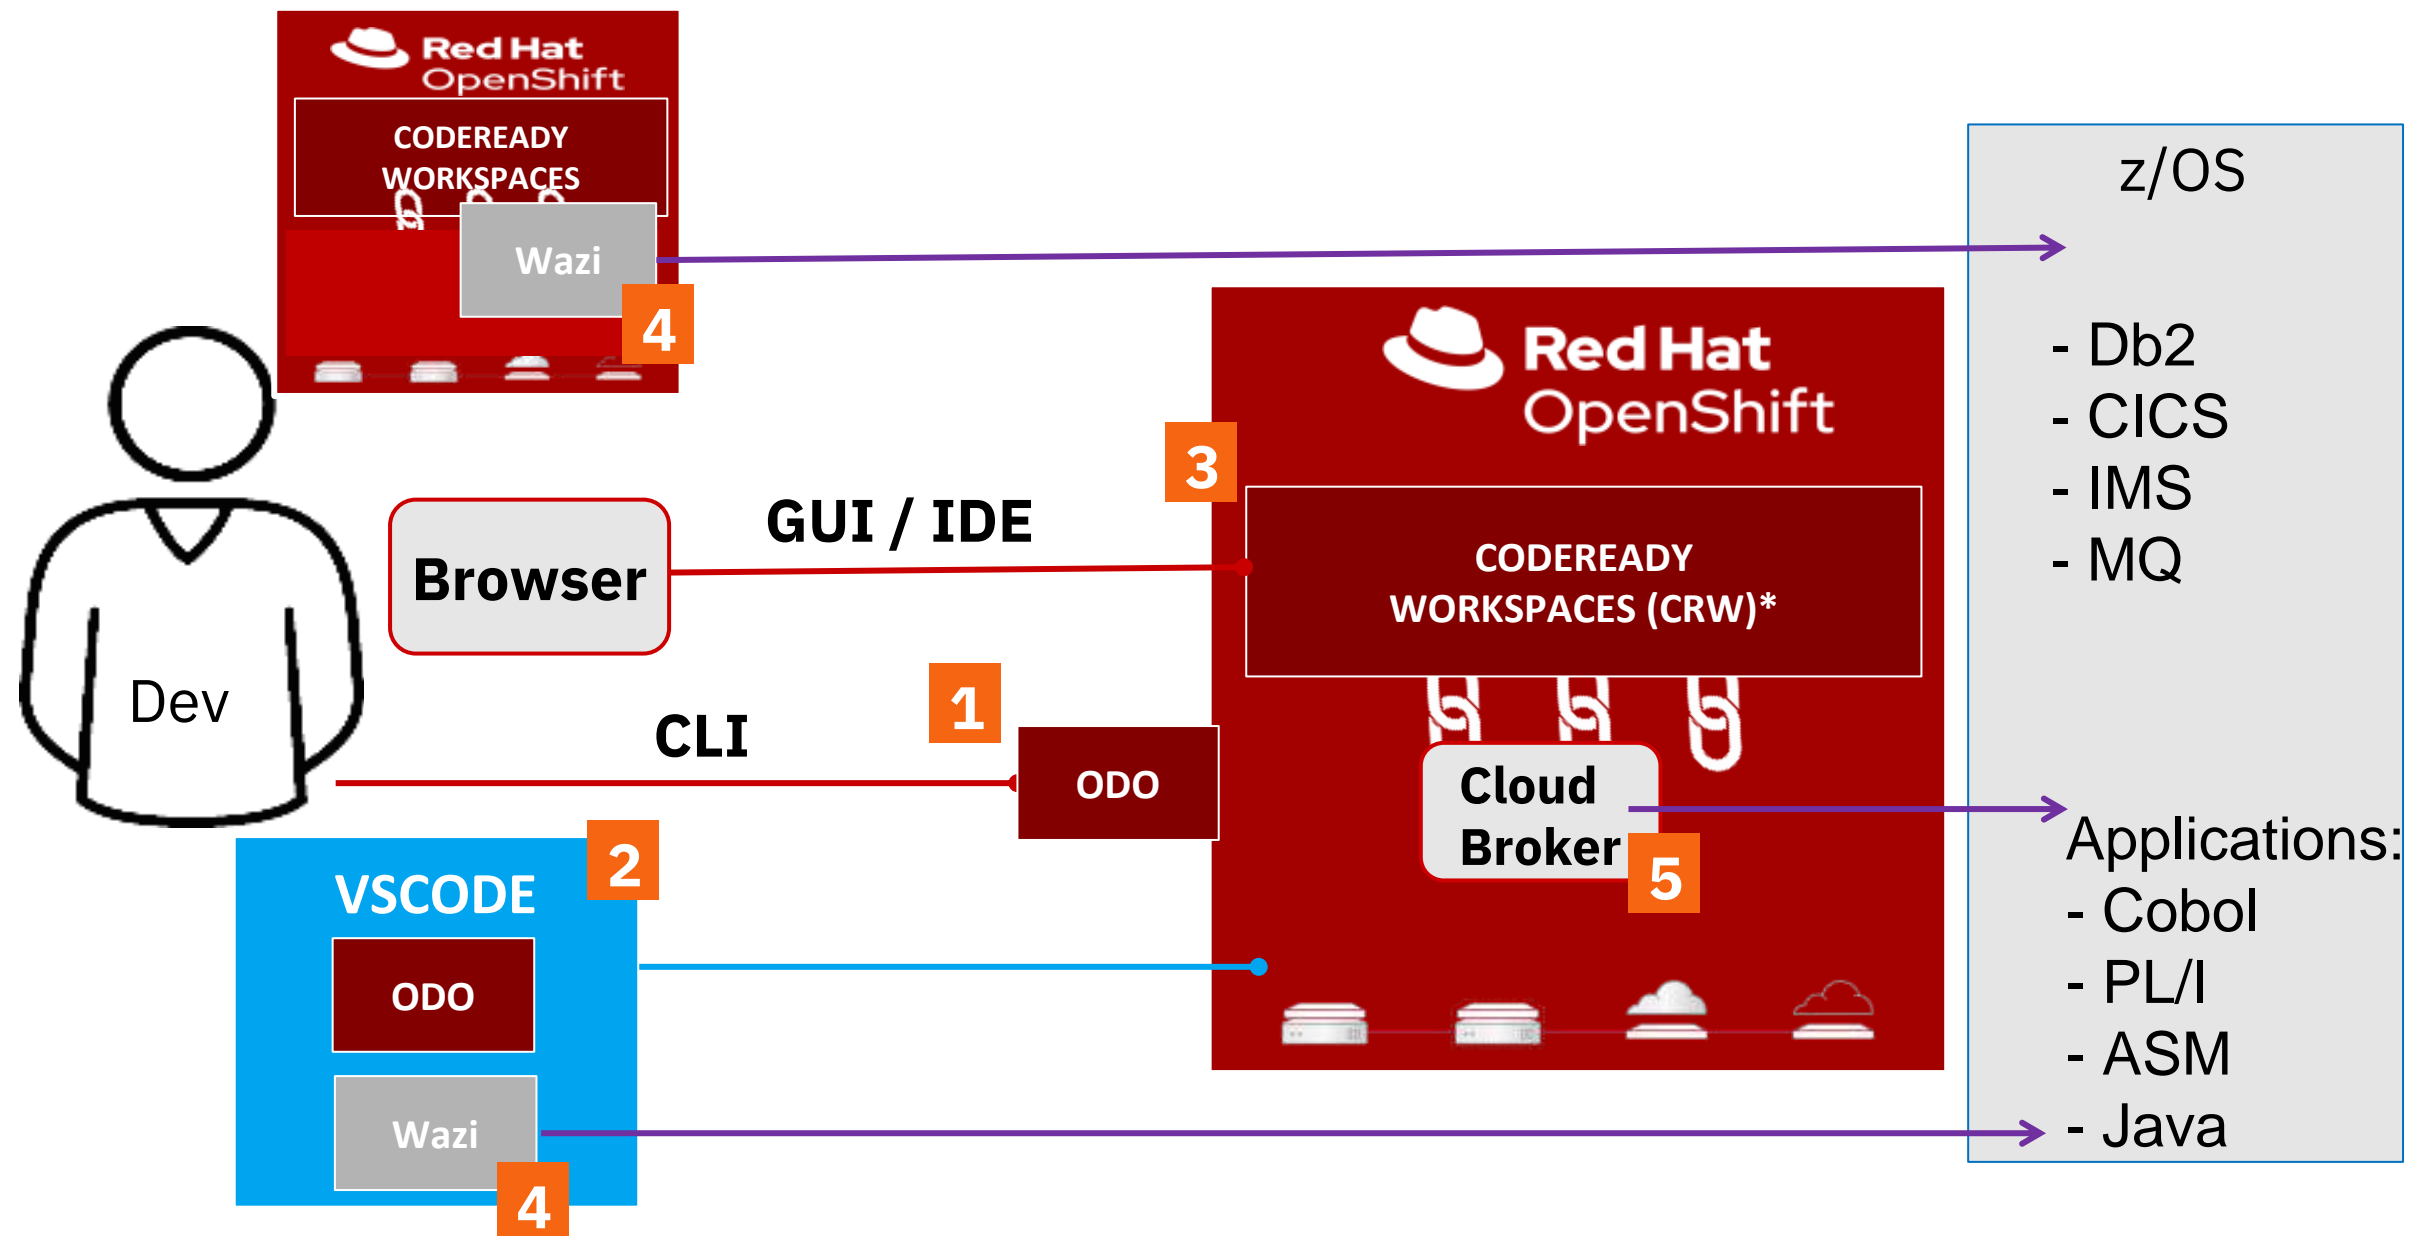 Red Hat
OpenShift
CODEREADY
WORKSPACES
Wazi
4
z/OS
- Db2
- CICS
- IMS
- MQ
Applications:
- Cobol
- PL/I
- ASM
- Java
Red Hat
OpenShift
3
CODEREADY
WORKSPACES (CRW)*
Cloud
Broker
5
GUI / IDE
Browser
Dev
CLI
1
ODO
2
VSCODE
ODO
Wazi
4